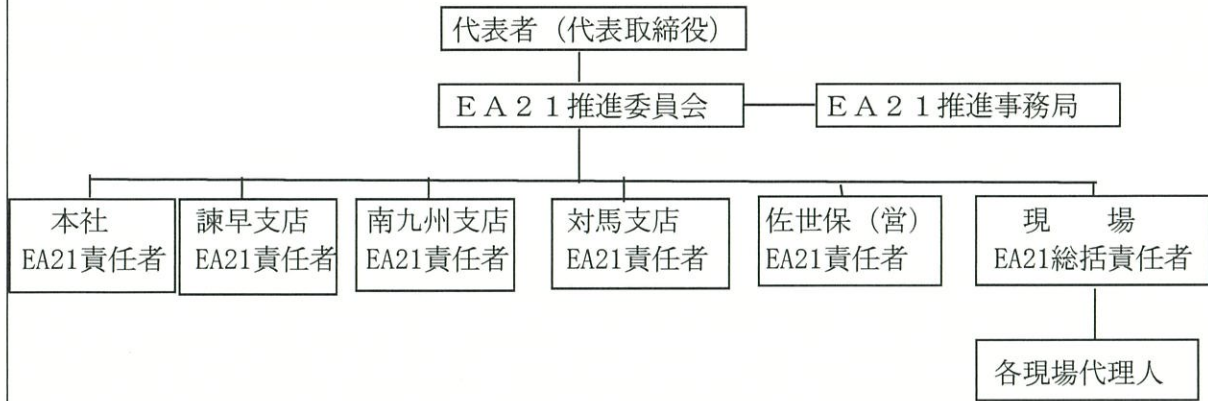 代表者（代表取締役）
ＥＡ２１推進委員会
ＥＡ２１推進事務局
本社
EA21責任者
諫早支店
EA21責任者
南九州支店
EA21責任者
対馬支店
EA21責任者
佐世保（営）
EA21責任者
現　　場
EA21総括責任者
各現場代理人